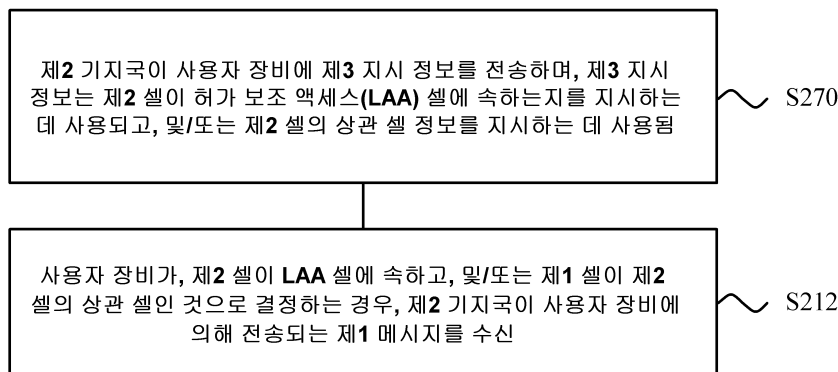 제2 기지국이 사용자 장비에 제3 지시 정보를 전송하며, 제3 지시
정보는 제2 셀이 허가 보조 액세스(LAA) 셀에 속하는지를 지시하는
데 사용되고, 및/또는 제2 셀의 상관 셀 정보를 지시하는 데 사용됨
S270
사용자 장비가, 제2 셀이 LAA 셀에 속하고, 및/또는 제1 셀이 제2
셀의 상관 셀인 것으로 결정하는 경우, 제2 기지국이 사용자 장비에
의해 전송되는 제1 메시지를 수신
S212